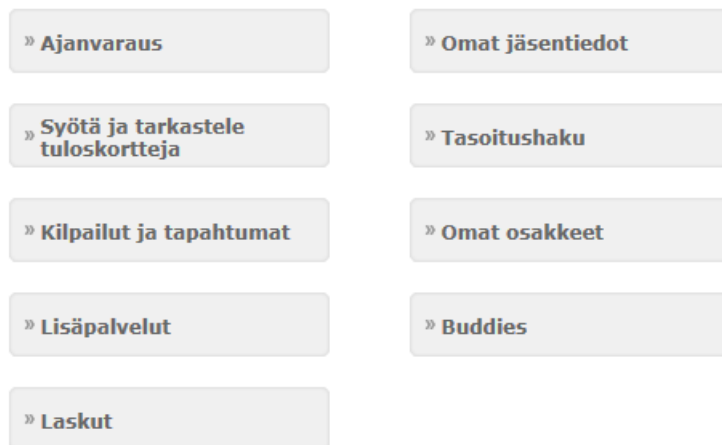 » Ajanvaraus
» Omat jäsentiedot
» Syötä ja tarkastele
tuloskortteja
» Tasoitushaku
» Kilpailut ja tapahtumat
» Omat osakkeet
» Lisäpalvelut
» Buddies
» Laskut